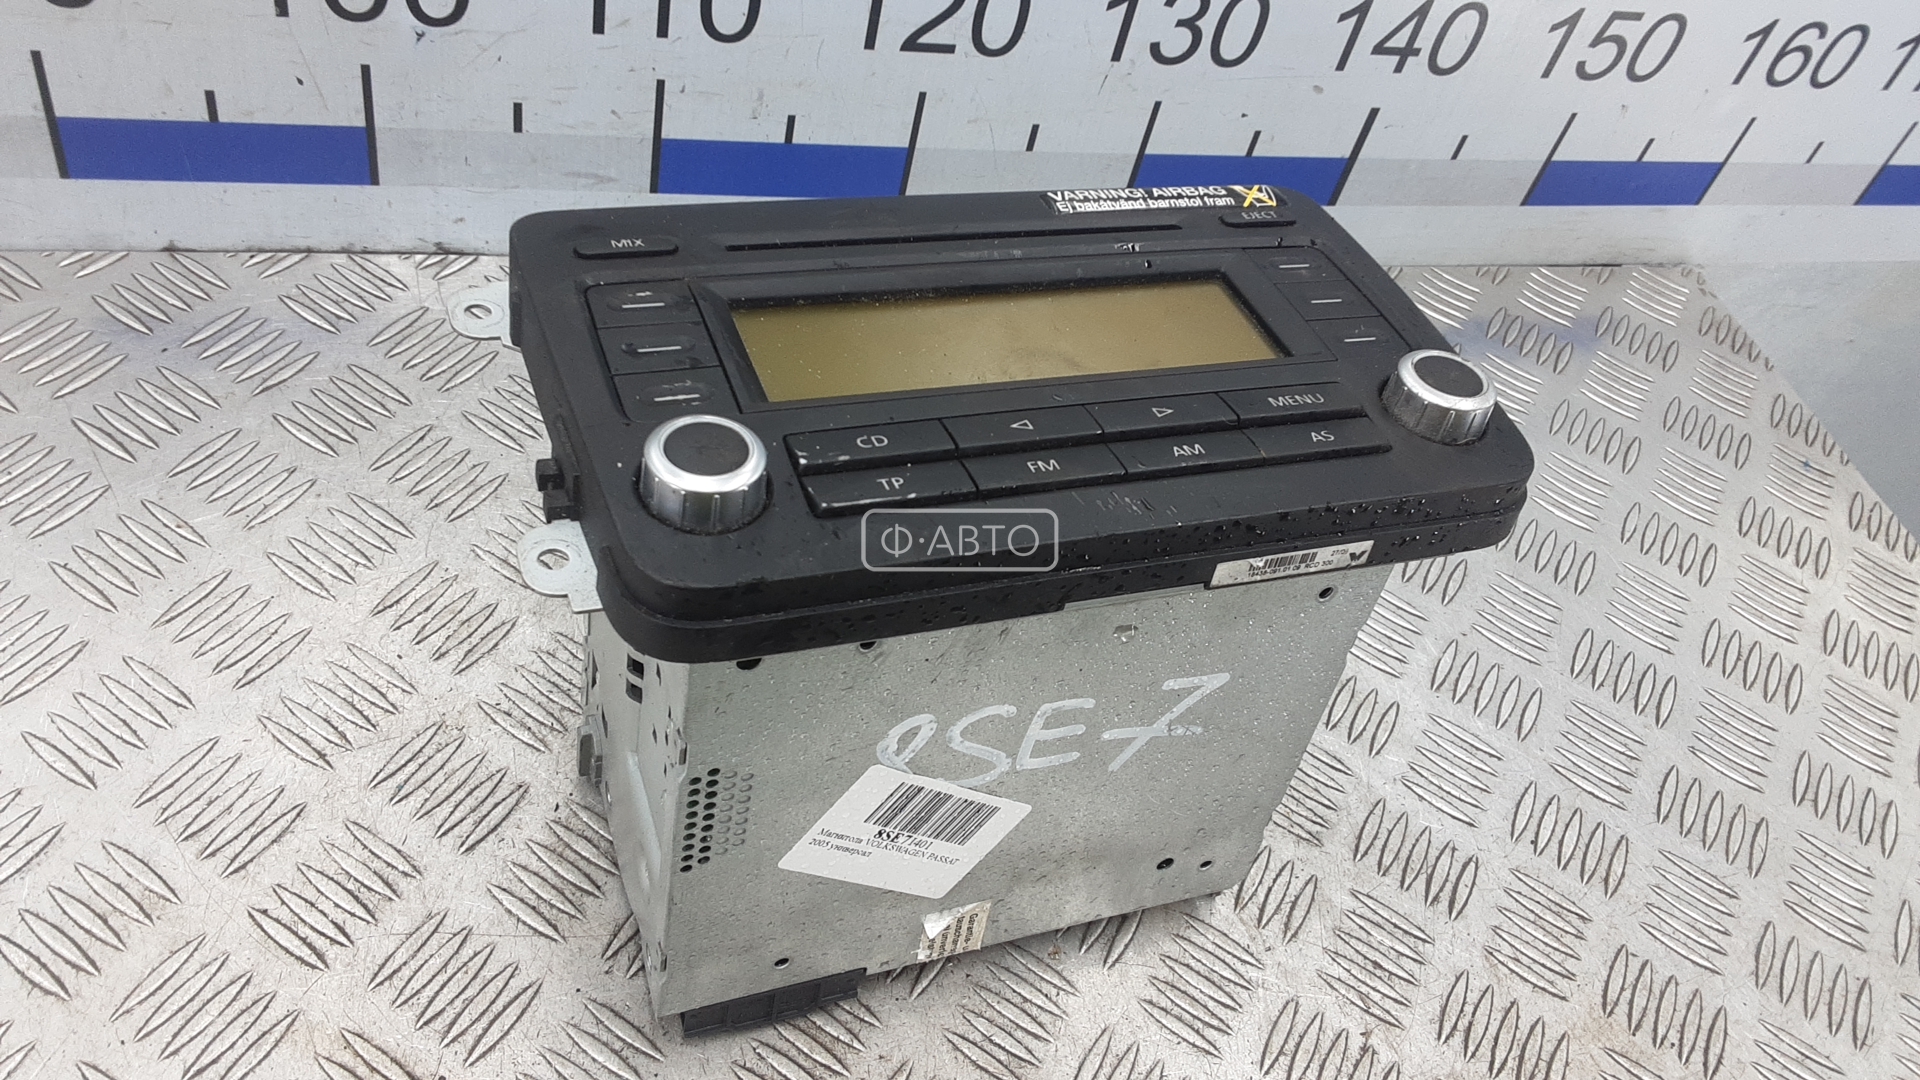 110 120 130 140 150 160
VARNING! AIRBAG
Ej bakåtvänd barnstol fram
MIX
EJECT
CD
MENU
TP
FM
AM
AS
Ф·АВТО
RCD 300
8SE7
8SE71401
Магнитола VOLKSWAGEN PASSAT
2005 универсал